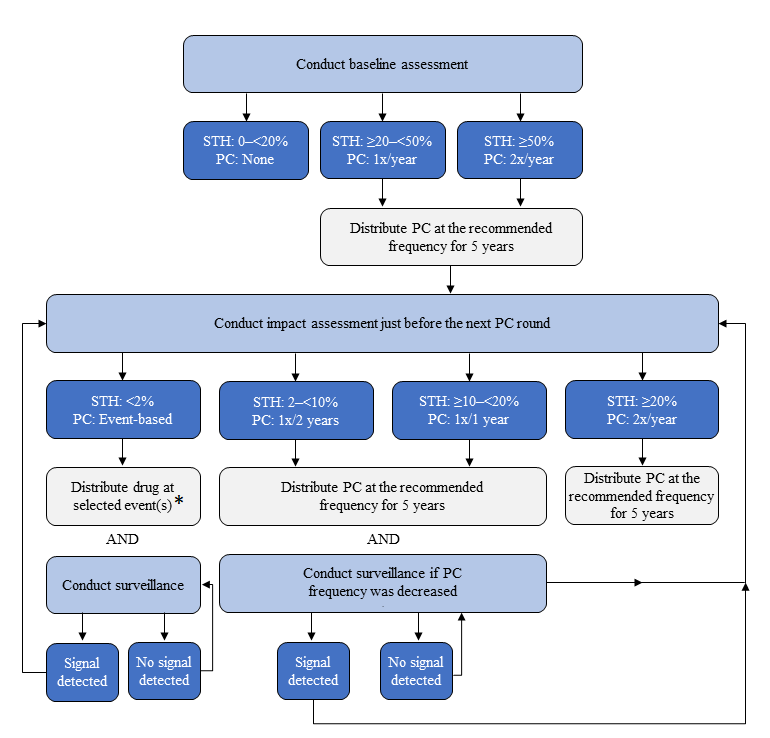 Conduct baseline assessment
STH: 0–<20%
PC: None
STH: ≥20–<50%
PC: 1x/year
STH: ≥50%
PC: 2x/year
Distribute PC at the recommended
frequency for 5 years
Conduct impact assessment just before the next PC round
STH: <2%
PC: Event-based
STH: 2–<10%
PC: 1x/2 years
STH: ≥10–<20%
PC: 1x/1 year
STH: ≥20%
PC: 2x/year
Distribute drug at
selected event(s)*
Distribute PC at the recommended
frequency for 5 years
Distribute PC at the
recommended frequency
for 5 years
AND
AND
Conduct surveillance
Conduct surveillance if PC
frequency was decreased
Signal
detected
No signal
detected
Signal
detected
No signal
detected